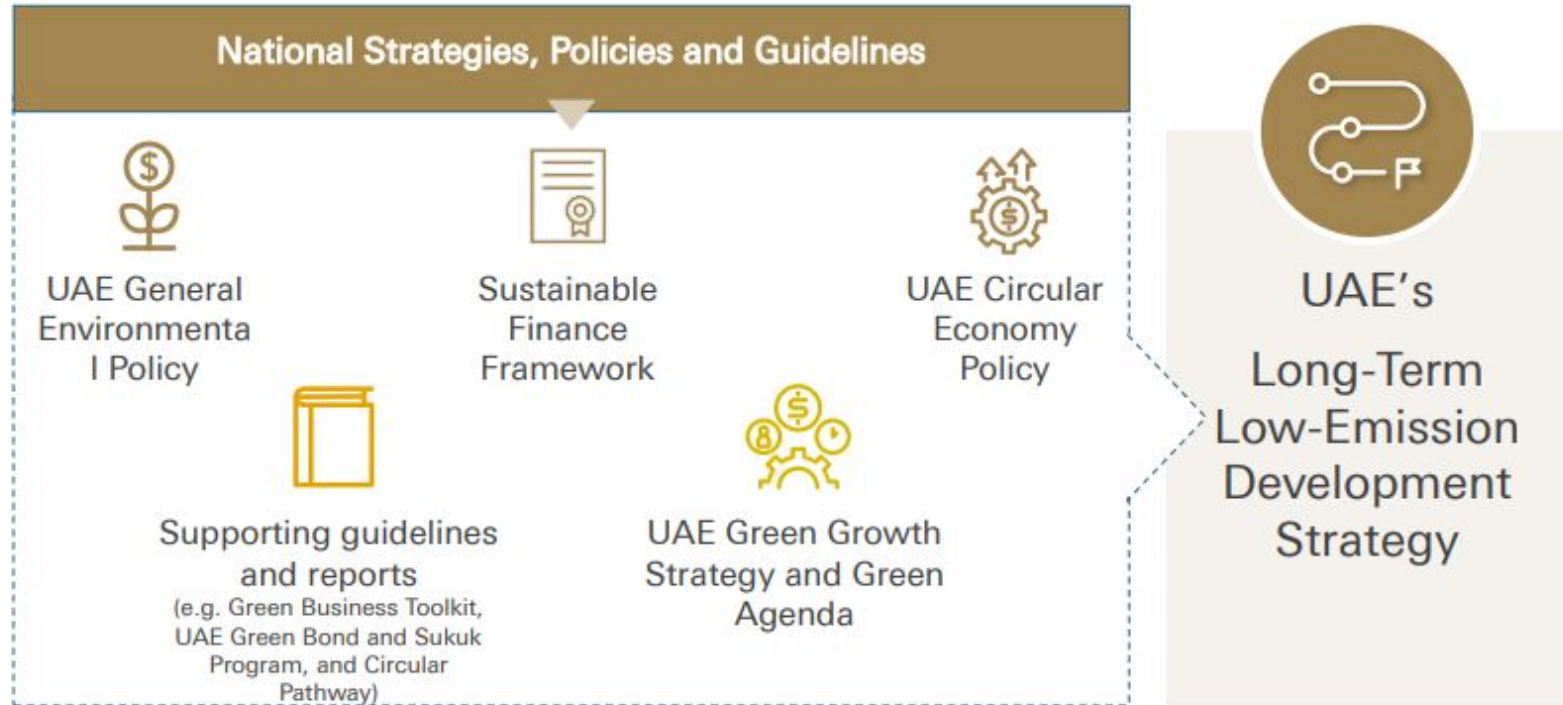 National Strategies, Policies and Guidelines
UAE General
Environmenta
l Policy
Sustainable
Finance
Framework
UAE Circular
Economy
Policy
Supporting guidelines
and reports
(e.g. Green Business Toolkit,
UAE Green Bond and Sukuk
Program, and Circular
Pathway)
UAE Green Growth
Strategy and Green
Agenda
UAE's
Long-Term
Low-Emission
Development
Strategy